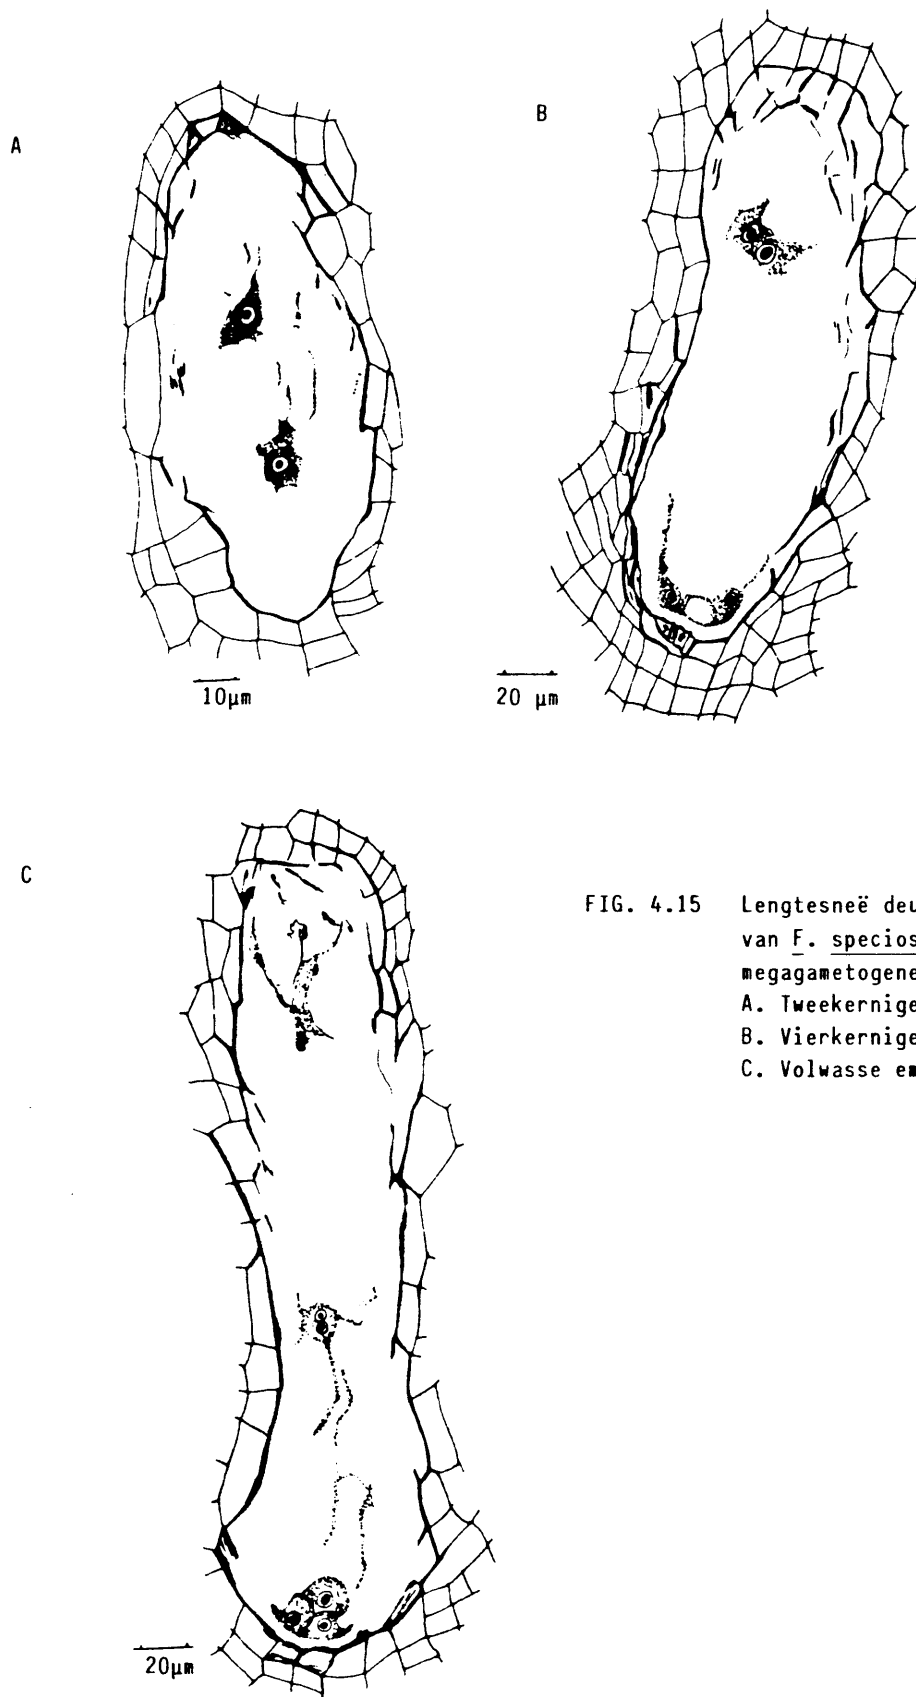 A
B
10µm
20 µm
C
FIG. 4.15 Lengtesneë deu
van F. specios
megagametogene
A. Tweekernige
B. Vierkernige
C. Volwasse em
20µm